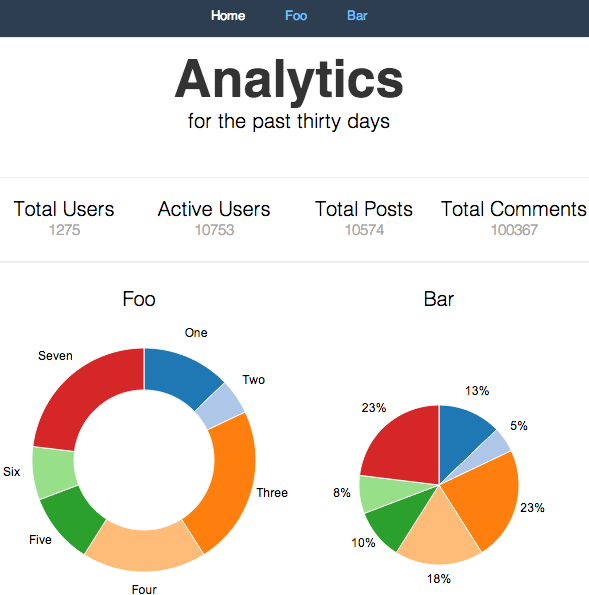 Home Foo Bar
Analytics
for the past thirty days
Total Users Active Users Total Posts Total Comments
1275 10753 10574 100367
Foo Bar
One
Seven
Two
Six
Three
Five
Four
13%
23%
5%
8%
23%
10%
18%